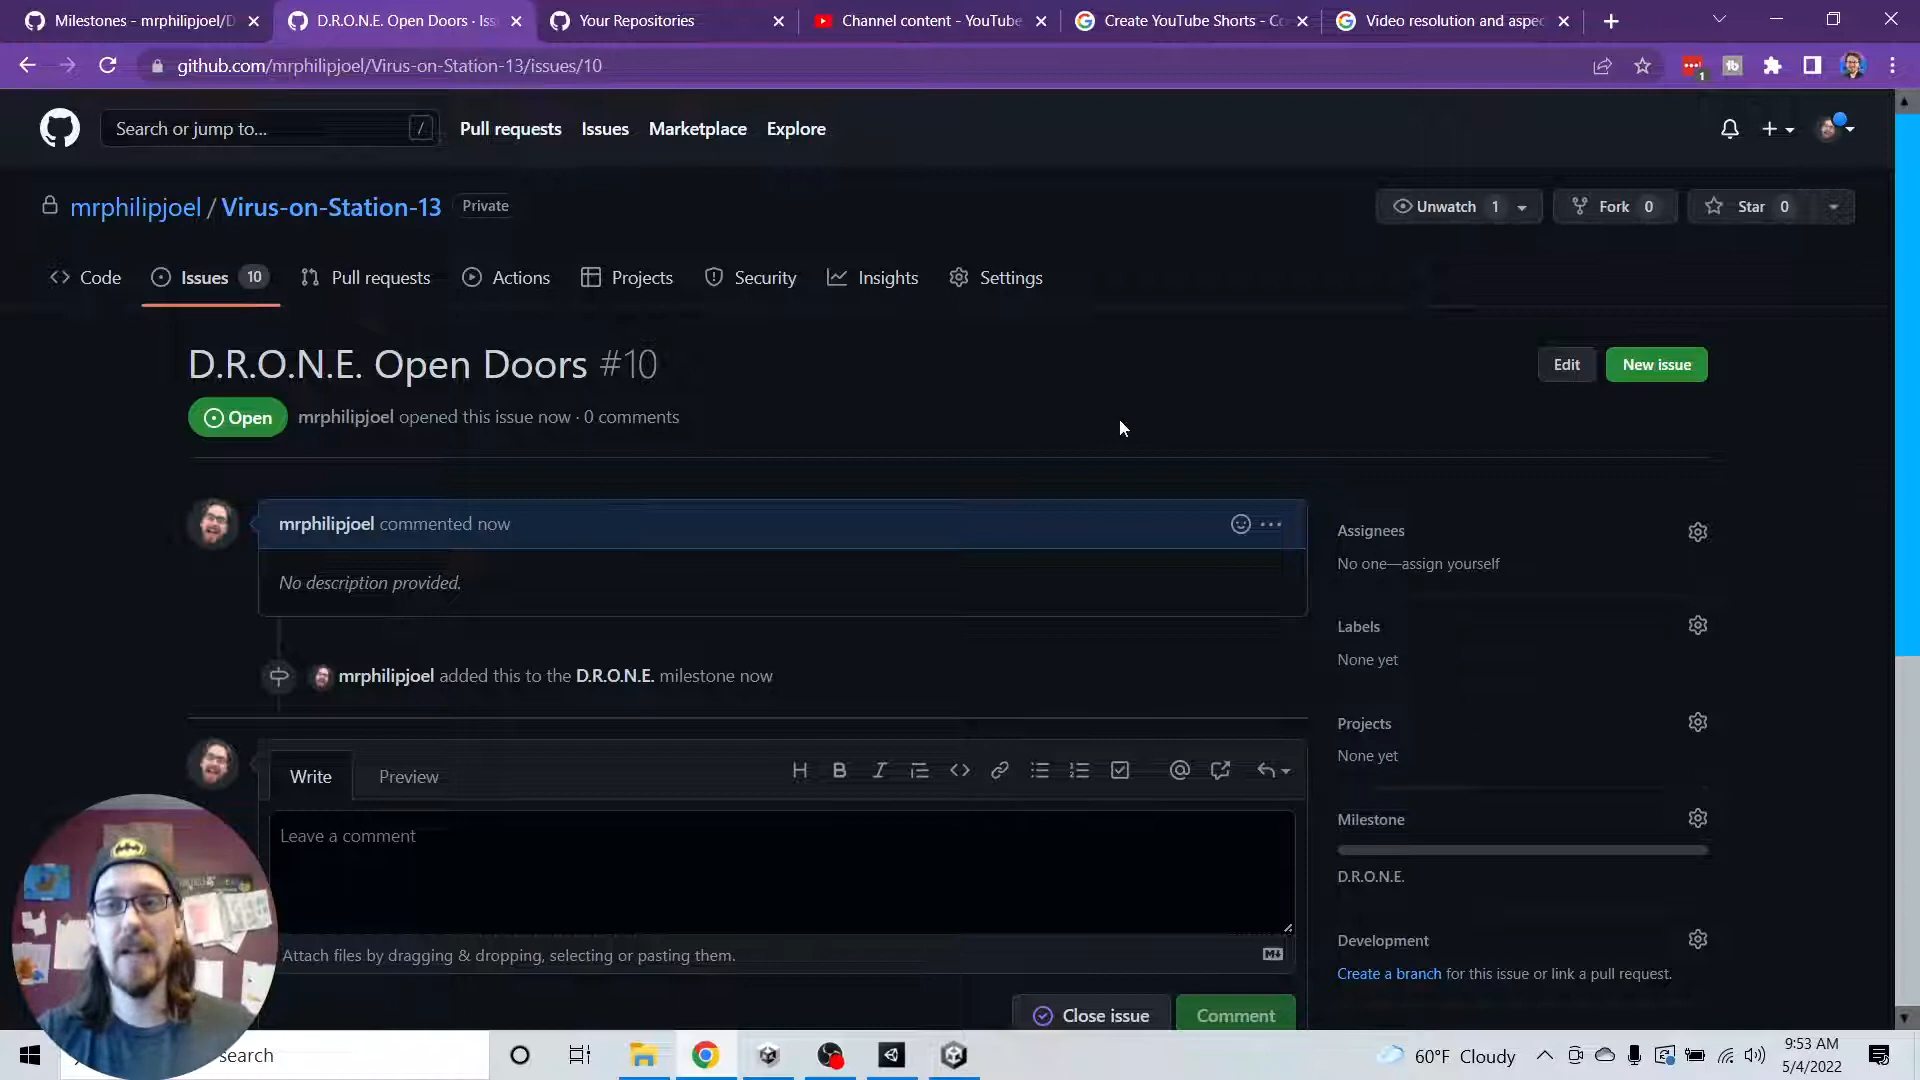 Milestones - mrphilipjoel/D
D.R.O.N.E. Open Doors · Iss
Your Repositories
Channel content - YouTube
Create YouTube Shorts - Co
Video resolution and aspec
github.com/mrphilipjoel/Virus-on-Station-13/issues/10
1
Search or jump to...
/
Pull requests
Issues
Marketplace
Explore
mrphilipjoel / Virus-on-Station-13
Private
Unwatch 1
Fork 0
Star 0
Code
Issues 10
Pull requests
Actions
Projects
Security
Insights
Settings
D.R.O.N.E. Open Doors #10
Edit
New issue
Open
mrphilipjoel opened this issue now · 0 comments
mrphilipjoel commented now
No description provided.
mrphilipjoel added this to the D.R.O.N.E. milestone now
Assignees
No one—assign yourself
Labels
None yet
Projects
None yet
Milestone
D.R.O.N.E.
Development
Create a branch for this issue or link a pull request.
Write
Preview
Leave a comment
Attach files by dragging & dropping, selecting or pasting them.
Close issue
Comment
search
60°F Cloudy
9:53 AM
5/4/2022